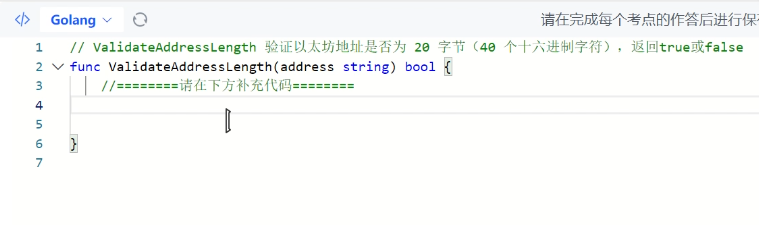 </> Golang 请在完成每个考点的作答后进行保
1 // ValidateAddressLength 验证以太坊地址是否为 20 字节（40 个十六进制字符），返回true或false
2 func ValidateAddressLength(address string) bool {
3 //========请在下方补充代码========
4
5
6 }
7